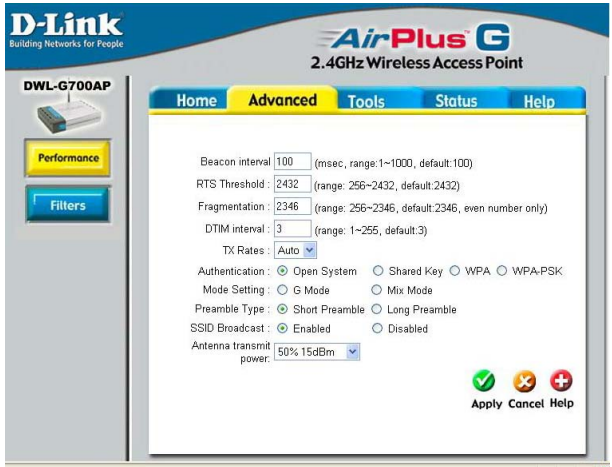 D-Link
Building Networks for People
AirPlus G
2.4GHz Wireless Access Point
DWL-G700AP
Home Advanced Tools Status Help
Performance
Filters
Beacon interval 100 (msec, range:1~1000, default:100)
RTS Threshold : 2432 (range: 256~2432, default:2432)
Fragmentation : 2346 (range: 256~2346, default:2346, even number only)
DTIM interval : 3 (range: 1~255, default:3)
TX Rates : Auto
Authentication : Open System Shared Key WPA WPA-PSK
Mode Setting : G Mode Mix Mode
Preamble Type : Short Preamble Long Preamble
SSID Broadcast : Enabled Disabled
Antenna transmit power: 50% 15dBm
Apply Cancel Help